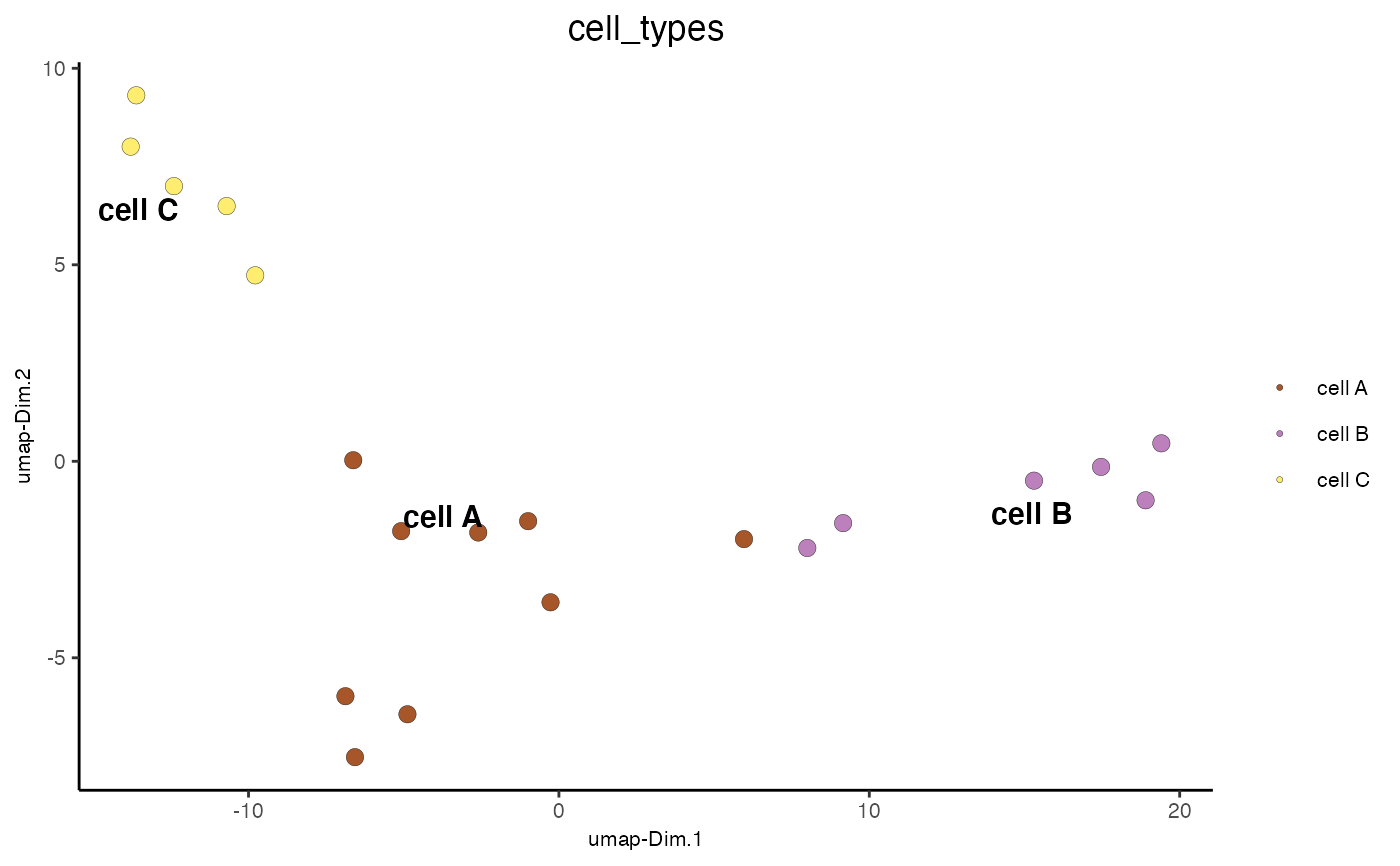 cell_types
10
5
0
-5
umap-Dim.2
cell C
cell A
cell B
cell A
cell B
cell C
-10
0
10
20
umap-Dim.1